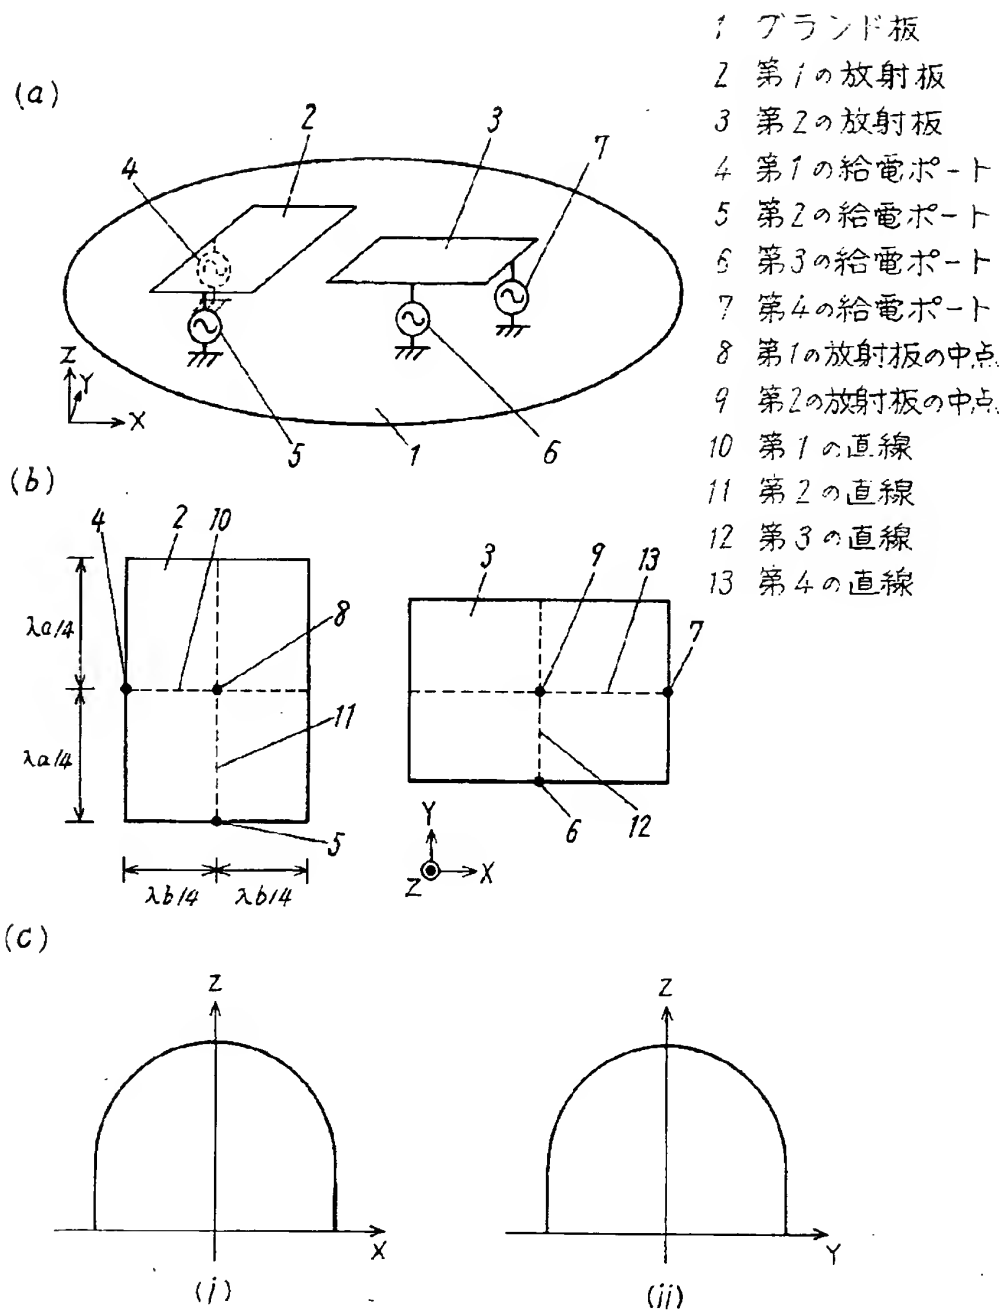 (a)
2
3
7
4
Z
Y
X
5
1
6
1 グランド板
2 第1の放射板
3 第2の放射板
4 第1の給電ポート
5 第2の給電ポート
6 第3の給電ポート
7 第4の給電ポート
8 第1の放射板の中点
9 第2の放射板の中点
10 第1の直線
11 第2の直線
12 第3の直線
13 第4の直線
(b)
4
2
10
3
9
13
λa/4
8
7
λa/4
11
5
6
12
λb/4 λb/4
Y
Z
X
(c)
Z
Z
X
Y
(i)
(ii)